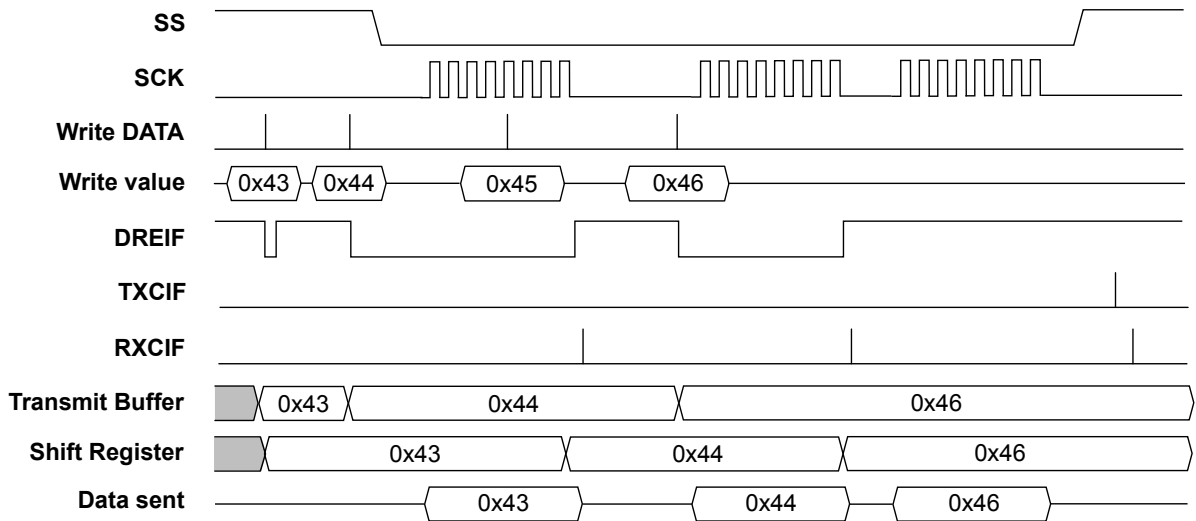 SS
SCK
Write DATA
Write value 0x43 0x44 0x45 0x46
DREIF
TXCIF
RXCIF
Transmit Buffer 0x43 0x44 0x46
Shift Register 0x43 0x44 0x46
Data sent 0x43 0x44 0x46